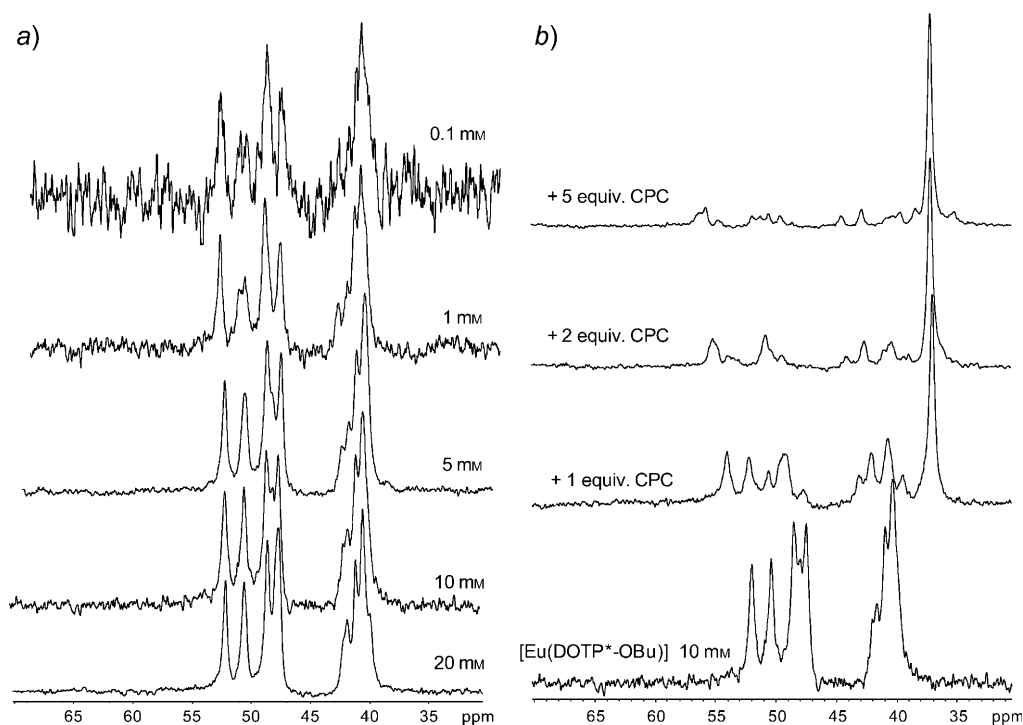 a)
0.1 mM
1 mM
5 mM
10 mM
20 mM
65 60 55 50 45 40 35 ppm
b)
+ 5 equiv. CPC
+ 2 equiv. CPC
+ 1 equiv. CPC
[Eu(DOTP*-OBu)] 10 mM
65 60 55 50 45 40 35 ppm